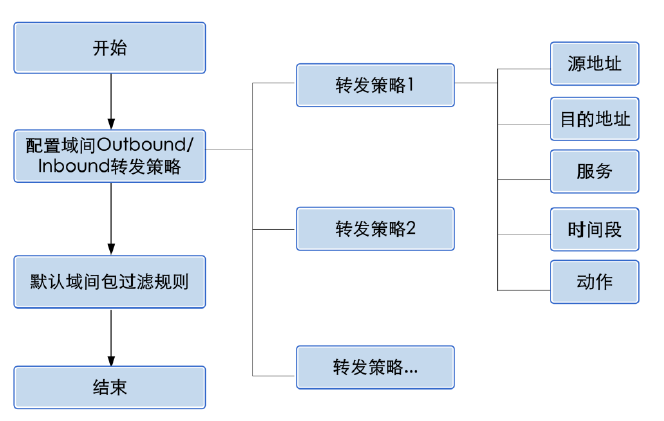 开始
配置域间Outbound/
Inbound转发策略
默认域间包过滤规则
结束
转发策略1
转发策略2
转发策略...
源地址
目的地址
服务
时间段
动作